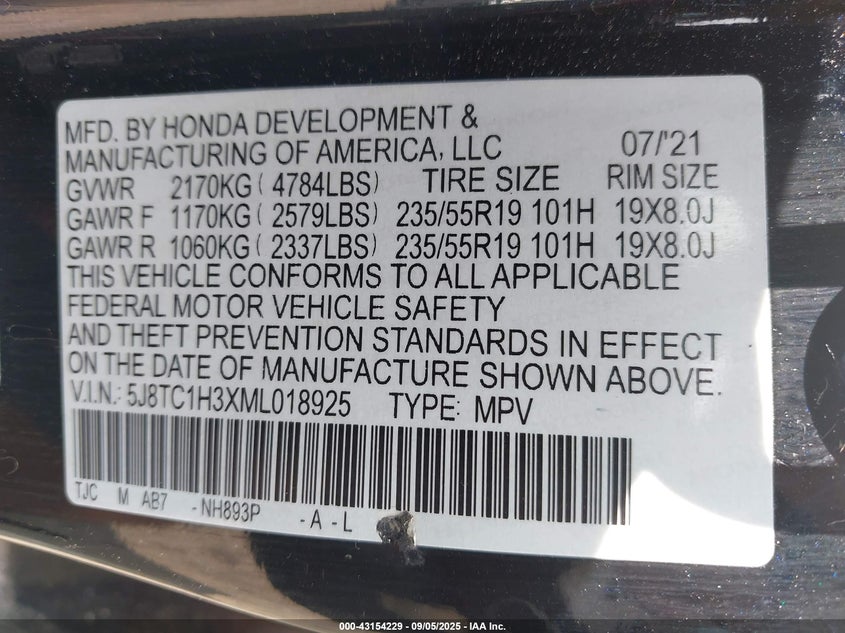 MFD. BY HONDA DEVELOPMENT &
MANUFACTURING OF AMERICA, LLC 07/'21
GVWR 2170KG ( 4784LBS) TIRE SIZE RIM SIZE
GAWR F 1170KG ( 2579LBS) 235/55R19 101H 19X8.0J
GAWR R 1060KG ( 2337LBS) 235/55R19 101H 19X8.0J
THIS VEHICLE CONFORMS TO ALL APPLICABLE
FEDERAL MOTOR VEHICLE SAFETY
AND THEFT PREVENTION STANDARDS IN EFFECT
ON THE DATE OF MANUFACTURE SHOWN ABOVE.
V.I.N.: 5J8TC1H3XML018925 TYPE: MPV
TJC M AB7 -NH893P -A-L
000-43154229 - 09/05/2025 - IAA Inc.